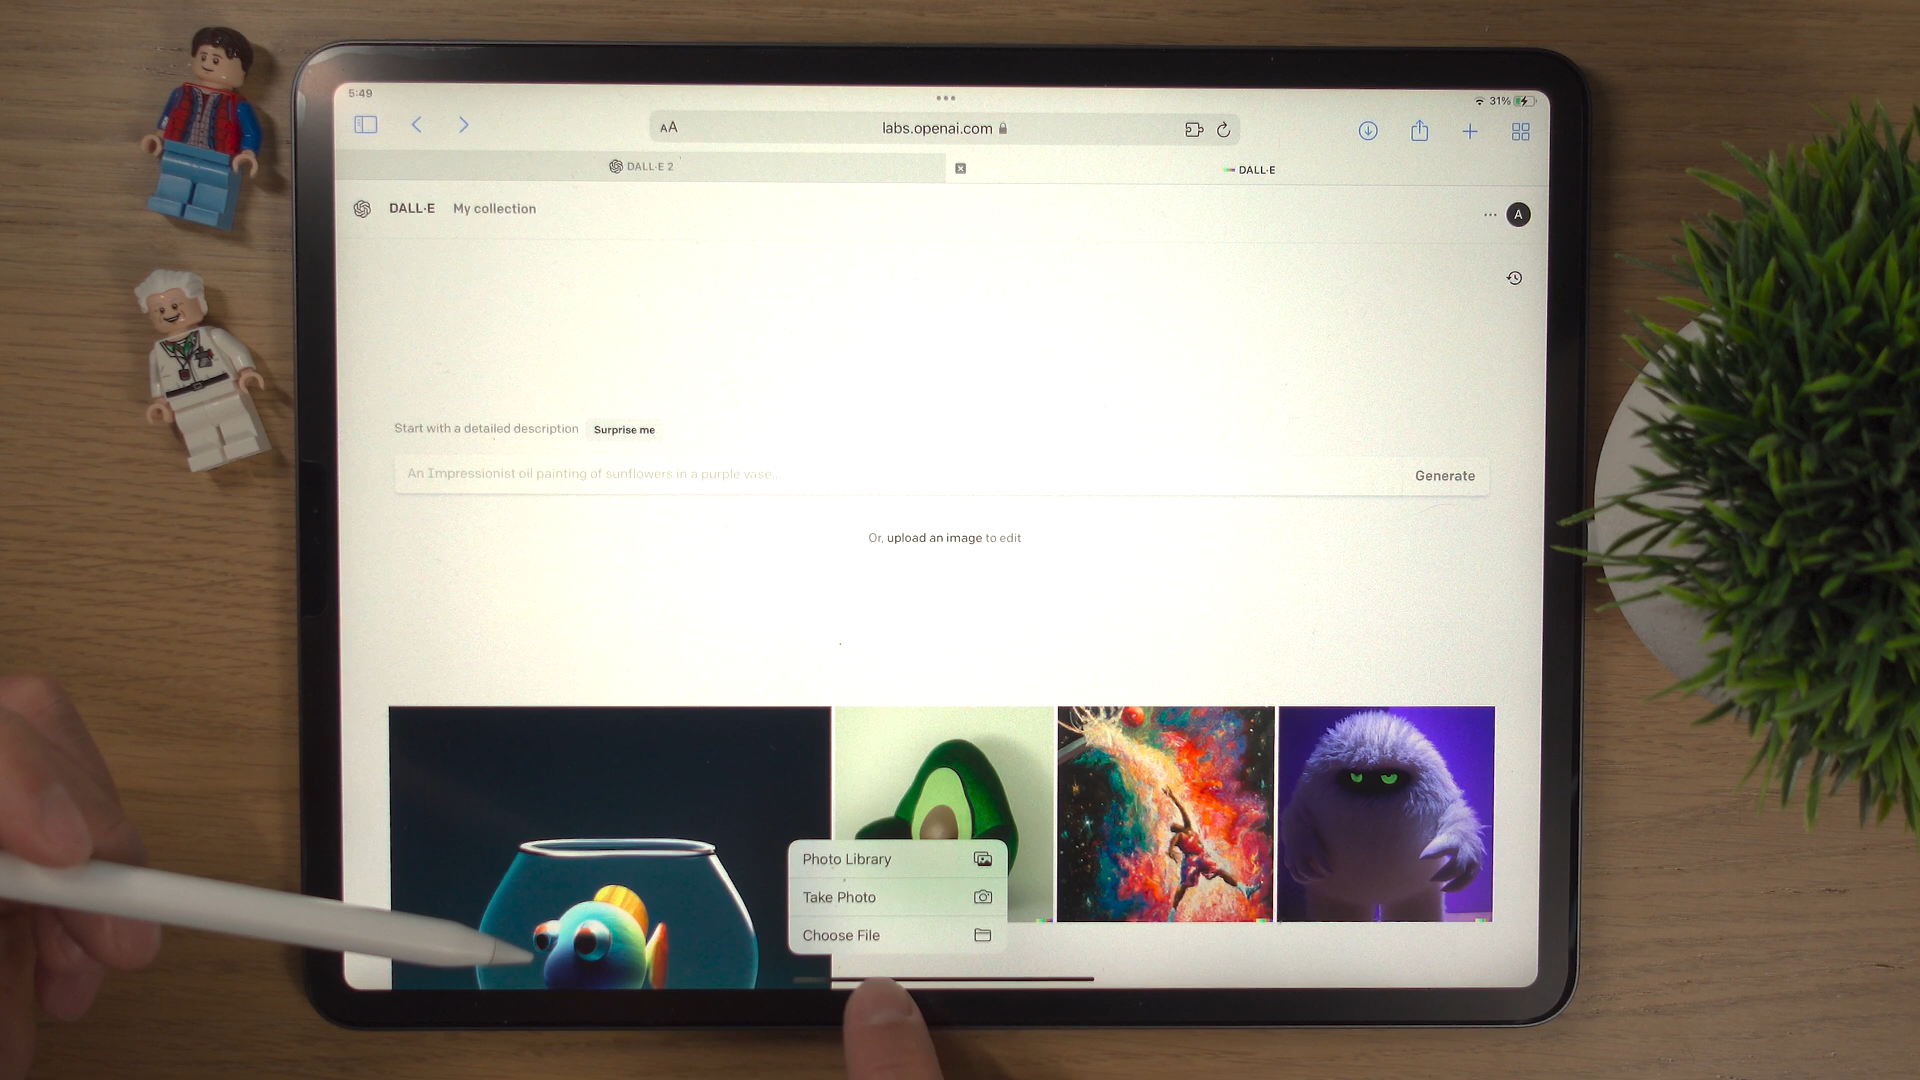 5:49
31%
AA
labs.openai.com
DALL·E 2
DALL·E
DALL·E
My collection
A
Start with a detailed description
Surprise me
An Impressionist oil painting of sunflowers in a purple vase...
Generate
Or, upload an image to edit
Photo Library
Take Photo
Choose File